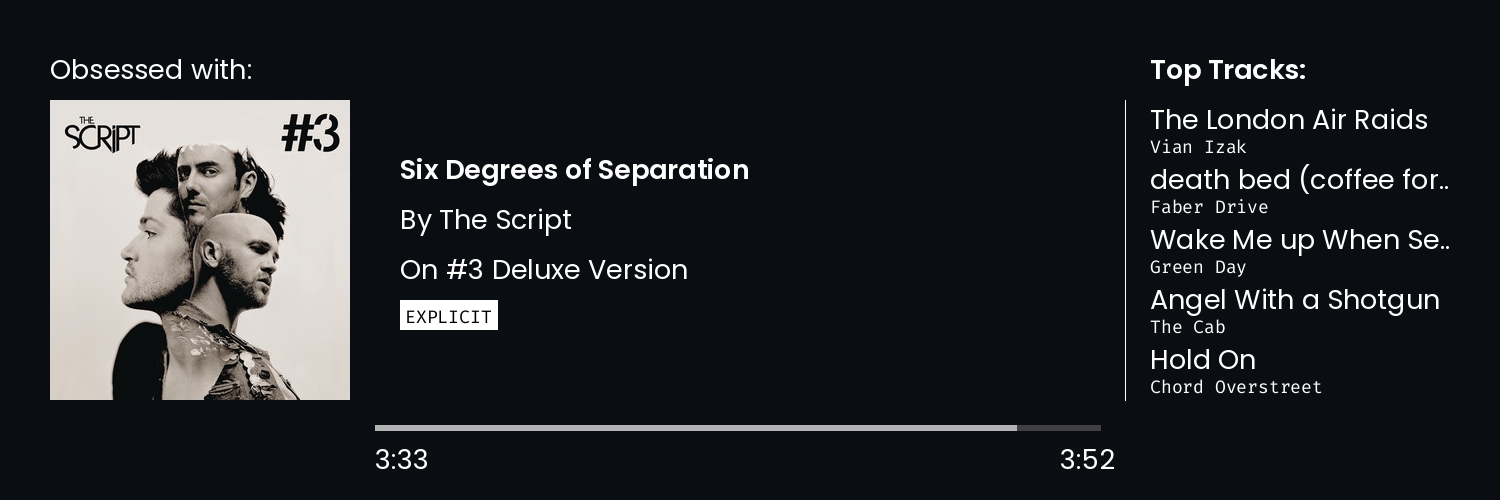 Obsessed with:
THE
SCRIPT
#3
Six Degrees of Separation
By The Script
On #3 Deluxe Version
EXPLICIT
3:33
3:52
Top Tracks:
The London Air Raids
Vian Izak
death bed (coffee for..
Faber Drive
Wake Me up When Se..
Green Day
Angel With a Shotgun
The Cab
Hold On
Chord Overstreet